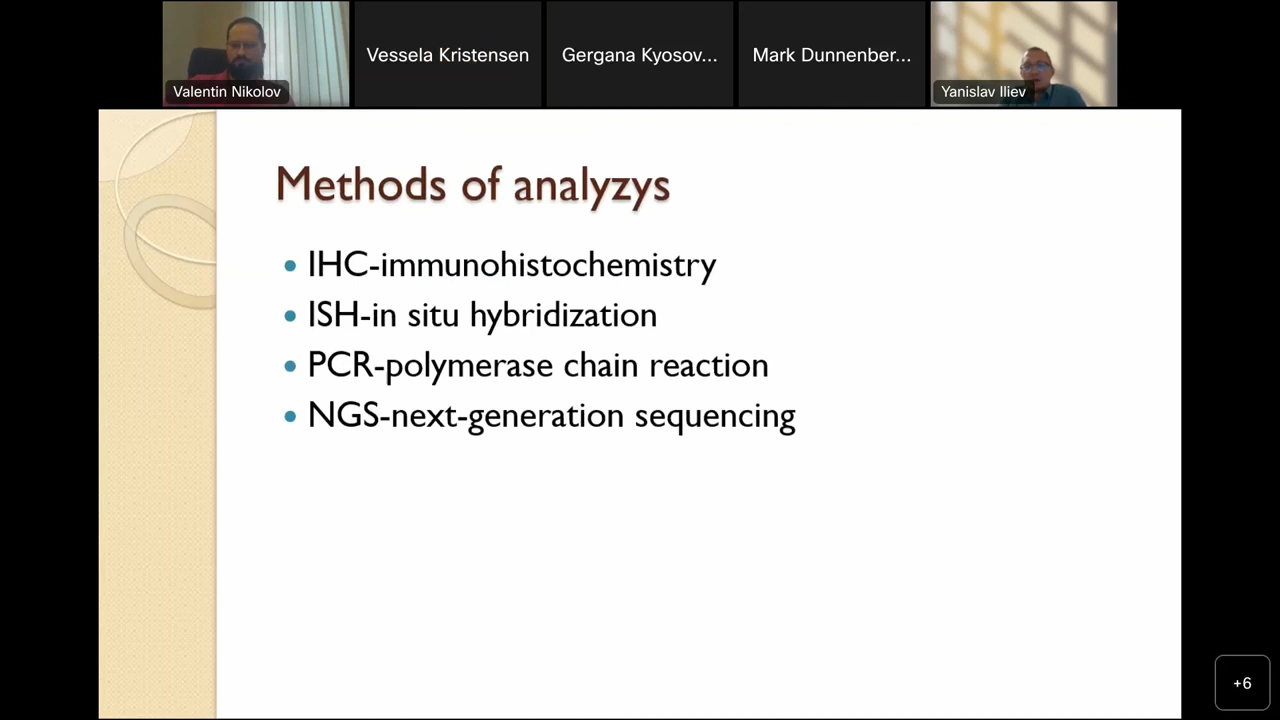 Vessela Kristensen
Gergana Kyosov...
Mark Dunnenber...
Valentin Nikolov
Yanislav Iliev
Methods of analyzys
• IHC-immunohistochemistry
• ISH-in situ hybridization
• PCR-polymerase chain reaction
• NGS-next-generation sequencing
+6